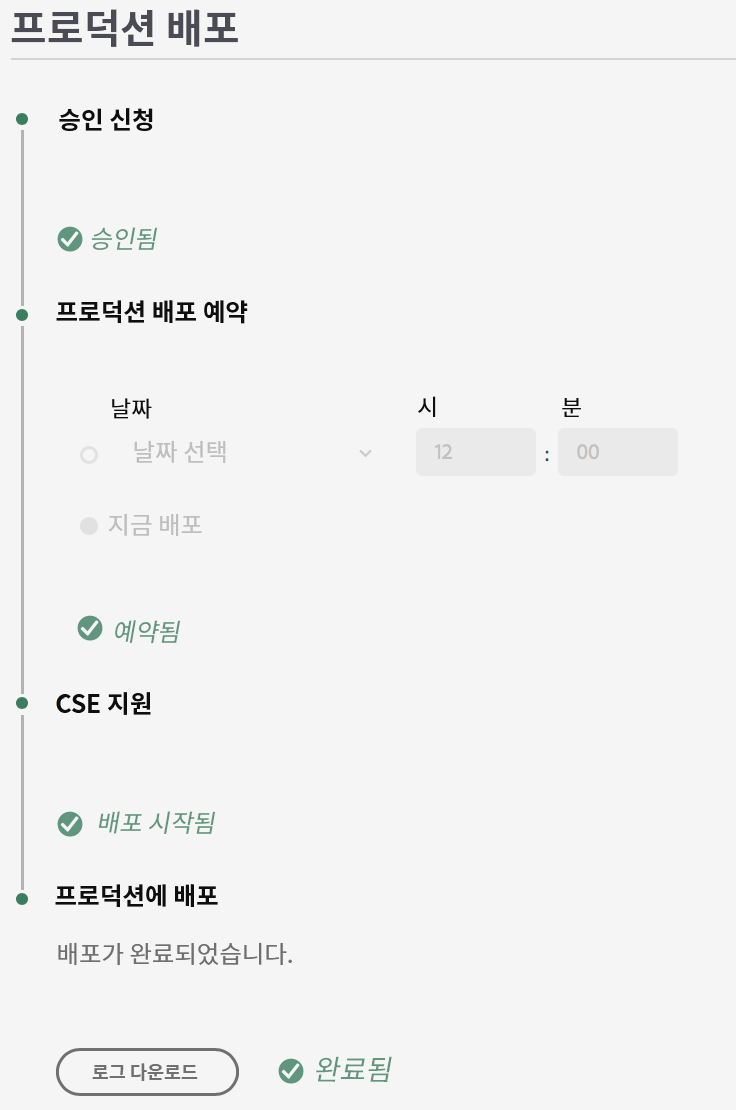 프로덕션 배포
승인 신청
승인됨
프로덕션 배포 예약
날짜 시 분
날짜 선택 12 : 00
지금 배포
예약됨
CSE 지원
배포 시작됨
프로덕션에 배포
배포가 완료되었습니다.
로그 다운로드 완료됨